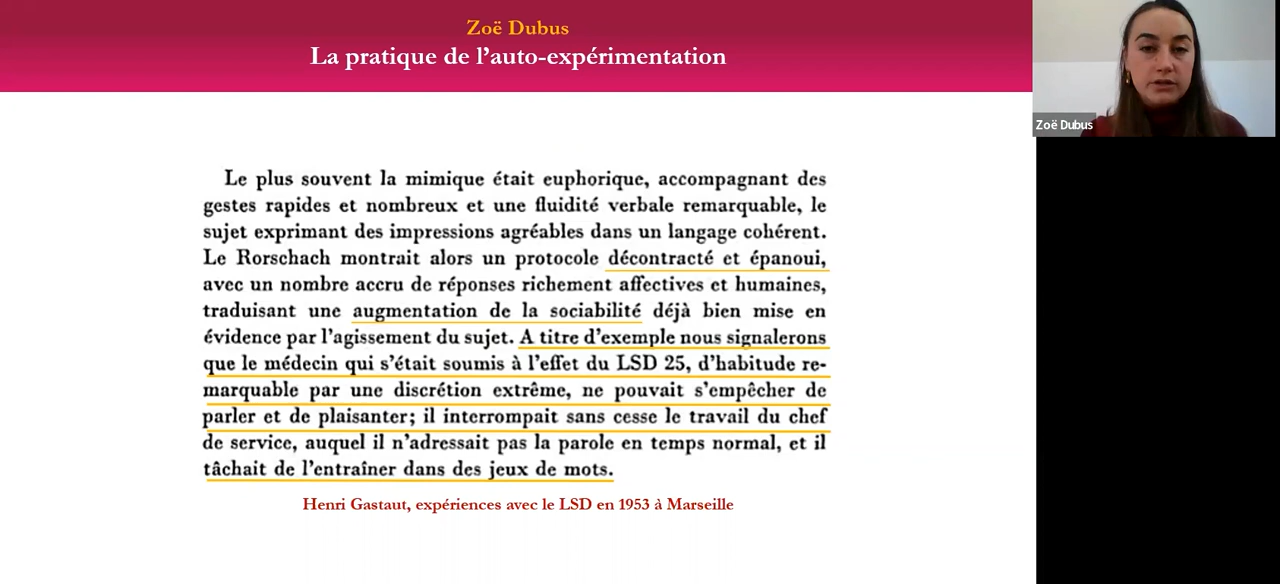 Zoë Dubus
La pratique de l’auto-expérimentation
Zoë Dubus
Le plus souvent la mimique était euphorique, accompagnant des
gestes rapides et nombreux et une fluidité verbale remarquable, le
sujet exprimant des impressions agréables dans un langage cohérent.
Le Rorschach montrait alors un protocole décontracté et épanoui,
avec un nombre accru de réponses richement affectives et humaines,
traduisant une augmentation de la sociabilité déjà bien mise en
évidence par l’agissement du sujet. A titre d’exemple nous signalerons
que le médecin qui s’était soumis à l’effet du LSD 25, d’habitude re-
marquable par une discrétion extrême, ne pouvait s’empêcher de
parler et de plaisanter; il interrompait sans cesse le travail du chef
de service, auquel il n’adressait pas la parole en temps normal, et il
tâchait de l’entraîner dans des jeux de mots.
Henri Gastaut, expériences avec le LSD en 1953 à Marseille